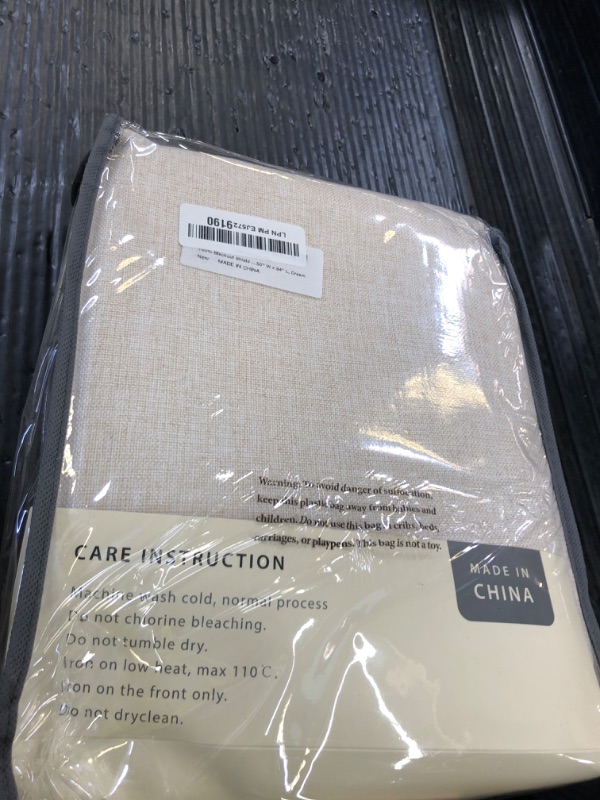 LPN PM EJ5729190
MADE IN CHINA
Warning: To avoid danger of suffocation,
keep this plastic bag away from babies and
children. Do not use this bag in cribs, beds,
carriages, or playpens. This bag is not a toy.
CARE INSTRUCTION
Machine wash cold, normal process
Do not chlorine bleaching.
Do not tumble dry.
Iron on low heat, max 110℃.
Iron on the front only.
Do not dryclean.
MADE IN
CHINA